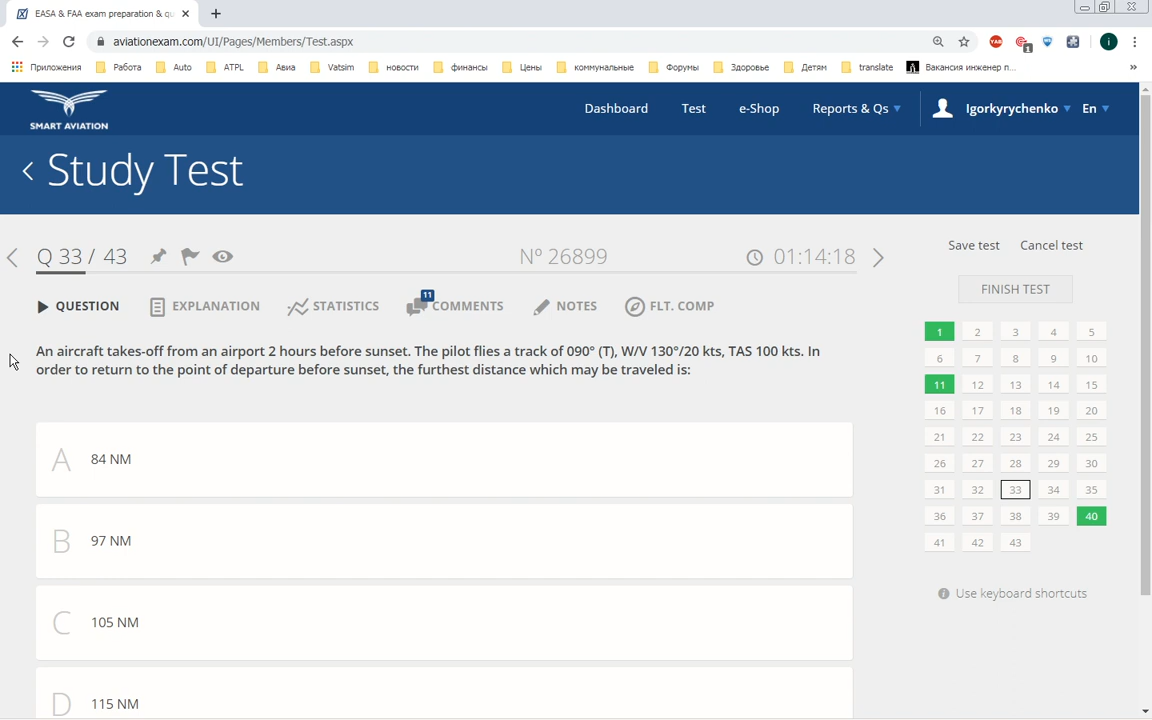 EASA & FAA exam preparation & qu
aviationexam.com/UI/Pages/Members/Test.aspx
Приложения Работа Auto ATPL Авиа Vatsim новости финансы Цены коммунальные Форумы Здоровье Детям translate Вакансия инженер п...
SMART AVIATION
Dashboard Test e-Shop Reports & Qs Igorkyrychenko En
Study Test
Q 33 / 43 Nº 26899 01:14:18
Save test Cancel test
FINISH TEST
QUESTION EXPLANATION STATISTICS 11 COMMENTS NOTES FLT. COMP
An aircraft takes-off from an airport 2 hours before sunset. The pilot flies a track of 090° (T), W/V 130°/20 kts, TAS 100 kts. In
order to return to the point of departure before sunset, the furthest distance which may be traveled is:
A 84 NM
B 97 NM
C 105 NM
D 115 NM
1 2 3 4 5
6 7 8 9 10
11 12 13 14 15
16 17 18 19 20
21 22 23 24 25
26 27 28 29 30
31 32 33 34 35
36 37 38 39 40
41 42 43
Use keyboard shortcuts